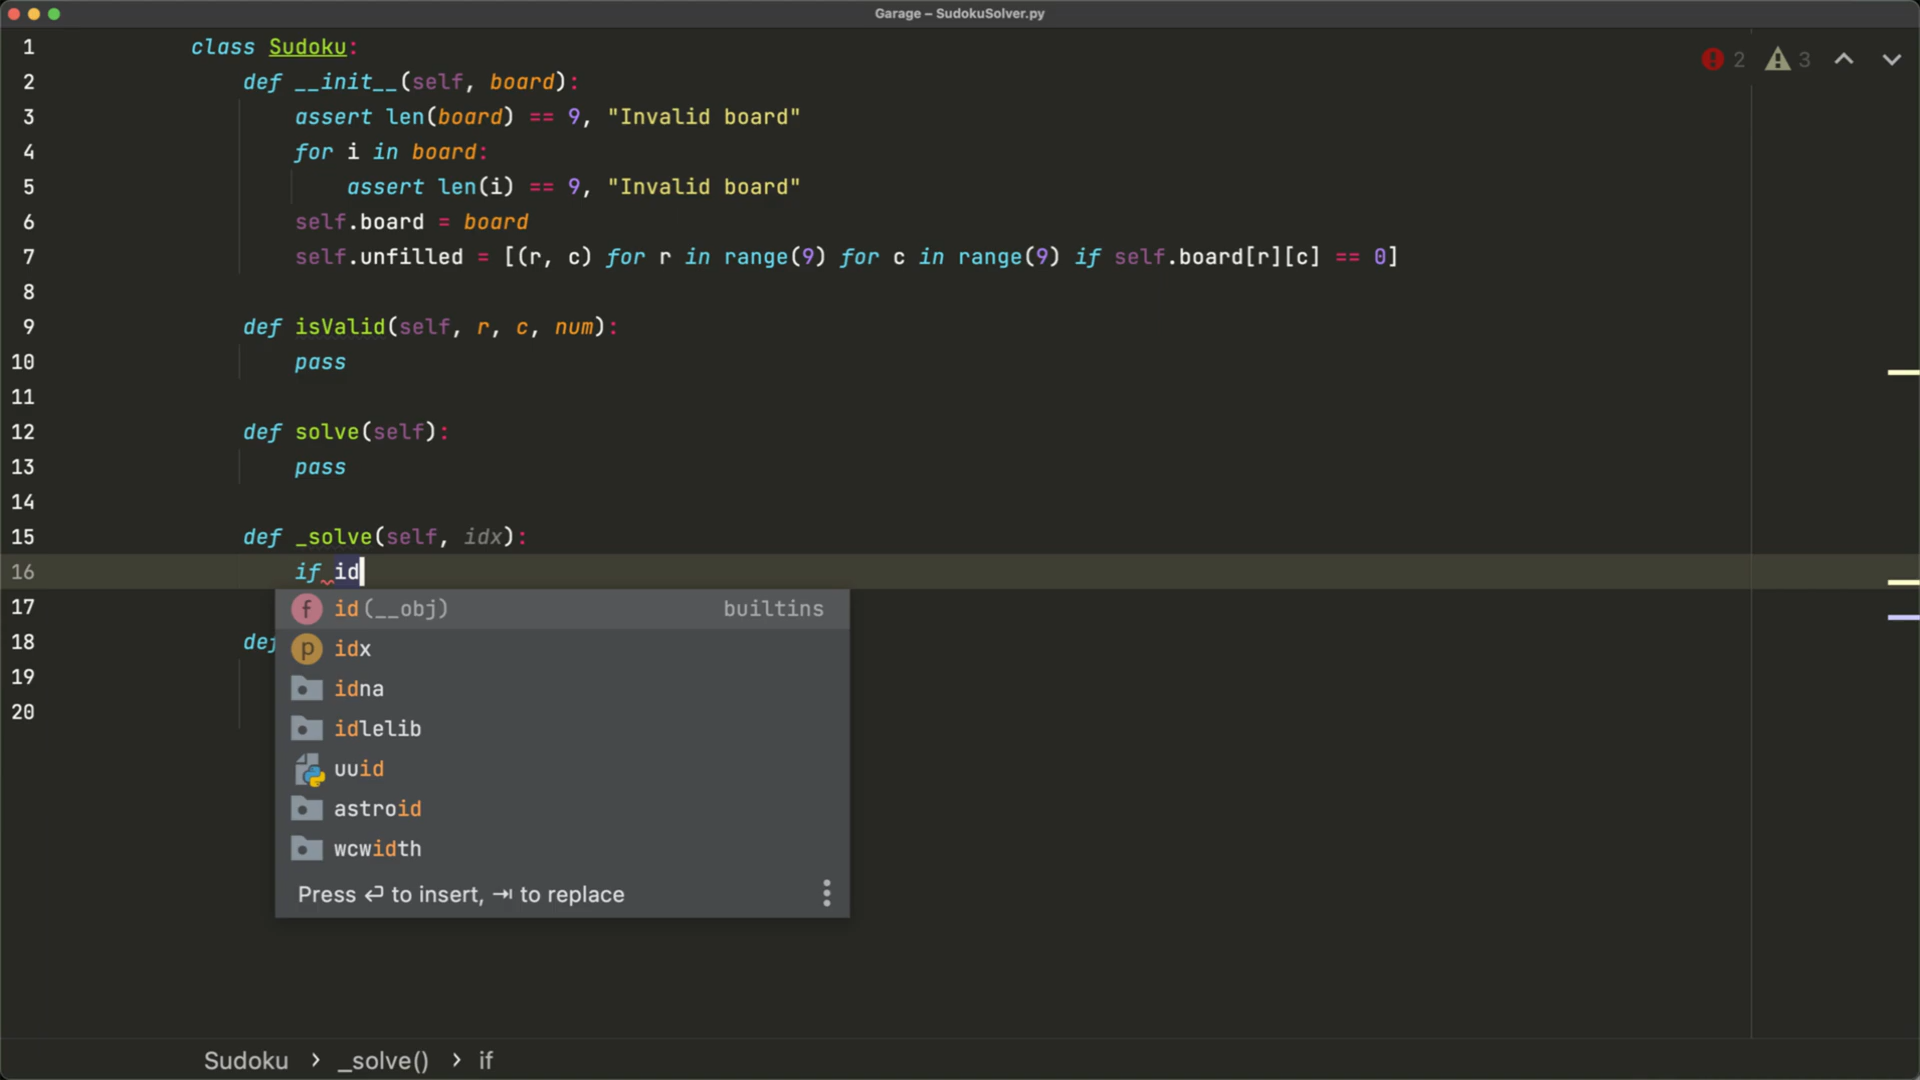 Garage – SudokuSolver.py
2 3
1 class Sudoku:
2 def __init__(self, board):
3 assert len(board) == 9, "Invalid board"
4 for i in board:
5 assert len(i) == 9, "Invalid board"
6 self.board = board
7 self.unfilled = [(r, c) for r in range(9) for c in range(9) if self.board[r][c] == 0]
8
9 def isValid(self, r, c, num):
10 pass
11
12 def solve(self):
13 pass
14
15 def _solve(self, idx):
16 if id
17
18 def
19
20
f id(__obj) builtins
p idx
idna
idlelib
uuid
astroid
wcwidth
Press ⏎ to insert, ⇥ to replace
Sudoku > _solve() > if